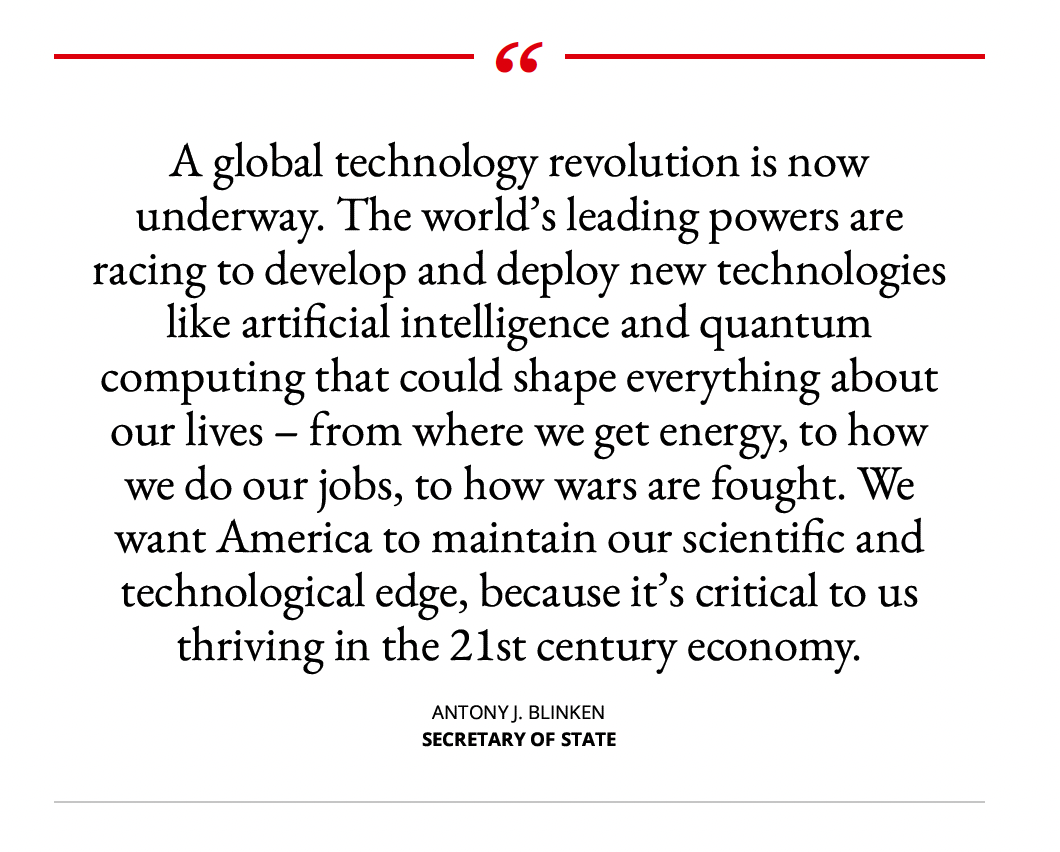 “
A global technology revolution is now
underway. The world’s leading powers are
racing to develop and deploy new technologies
like artificial intelligence and quantum
computing that could shape everything about
our lives – from where we get energy, to how
we do our jobs, to how wars are fought. We
want America to maintain our scientific and
technological edge, because it’s critical to us
thriving in the 21st century economy.
ANTONY J. BLINKEN
SECRETARY OF STATE